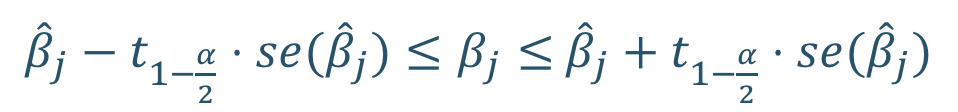 β̂ⱼ − t₁₋α/₂ · se(β̂ⱼ) ≤ βⱼ ≤ β̂ⱼ + t₁₋α/₂ · se(β̂ⱼ)